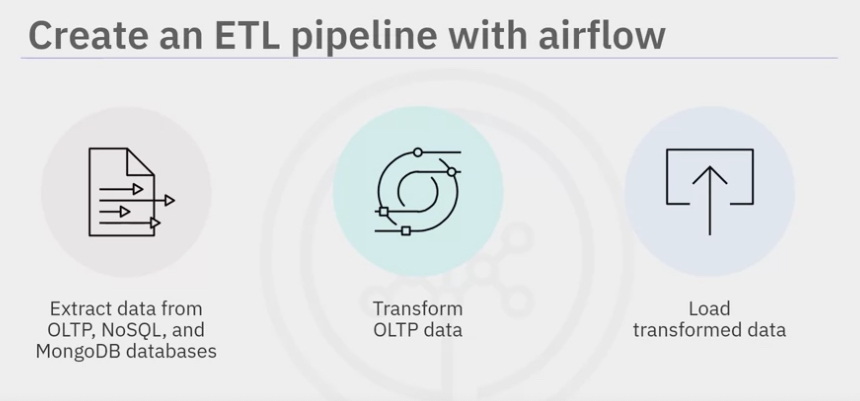 Create an ETL pipeline with airflow
Extract data from
OLTP, NoSQL, and
MongoDB databases
Transform
OLTP data
Load
transformed data